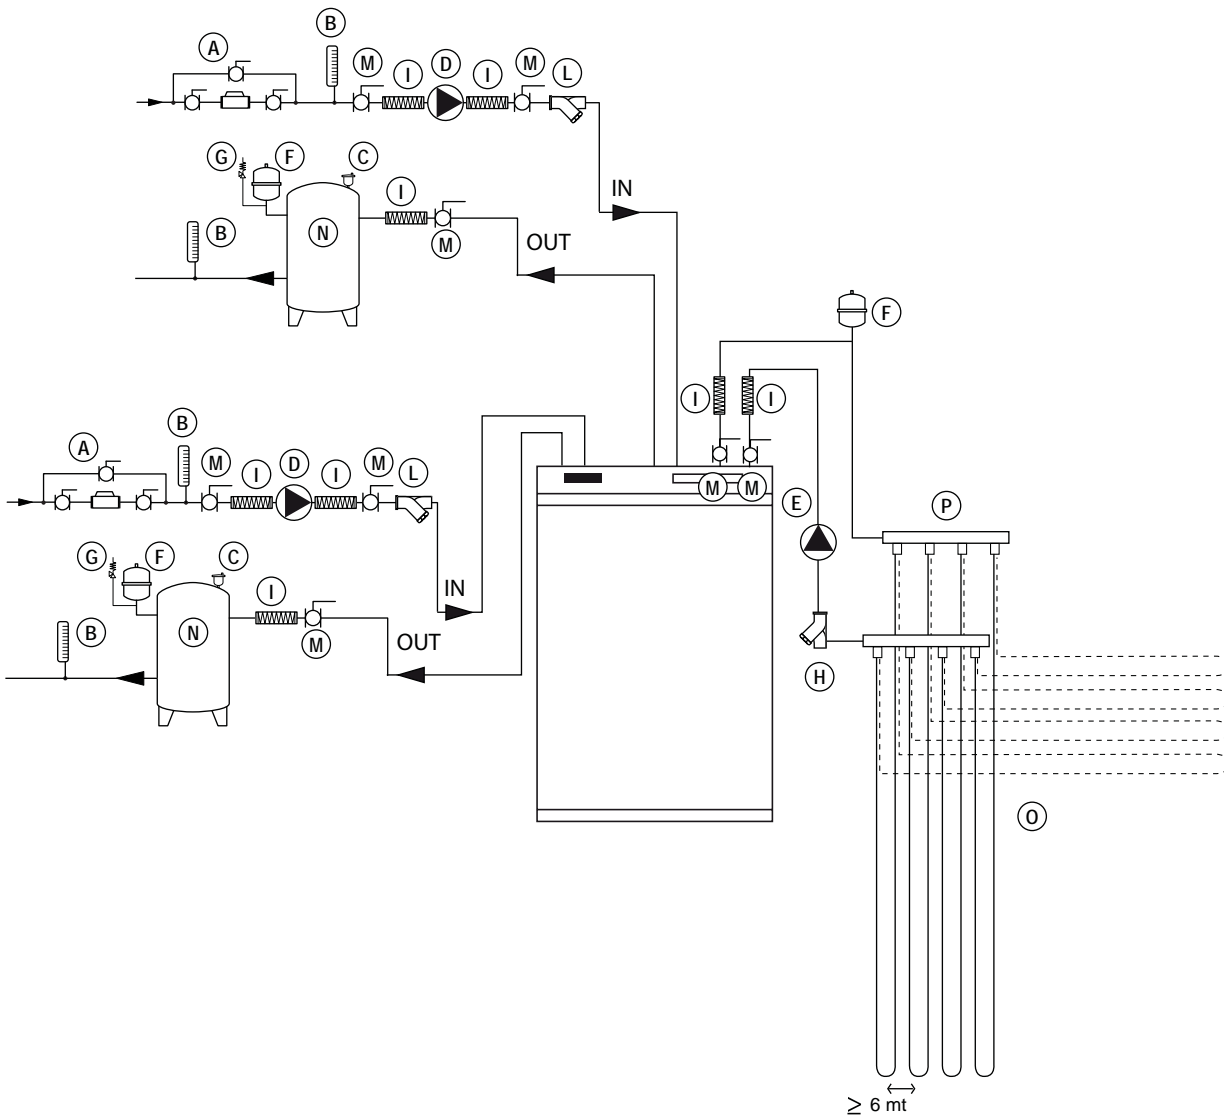 B
A M I D I M L
G F C
I IN
B N M OUT
F
I I
B
A M I D I M L
M M
E P
G F C
I IN
B N M OUT
H
O
≥ 6 mt